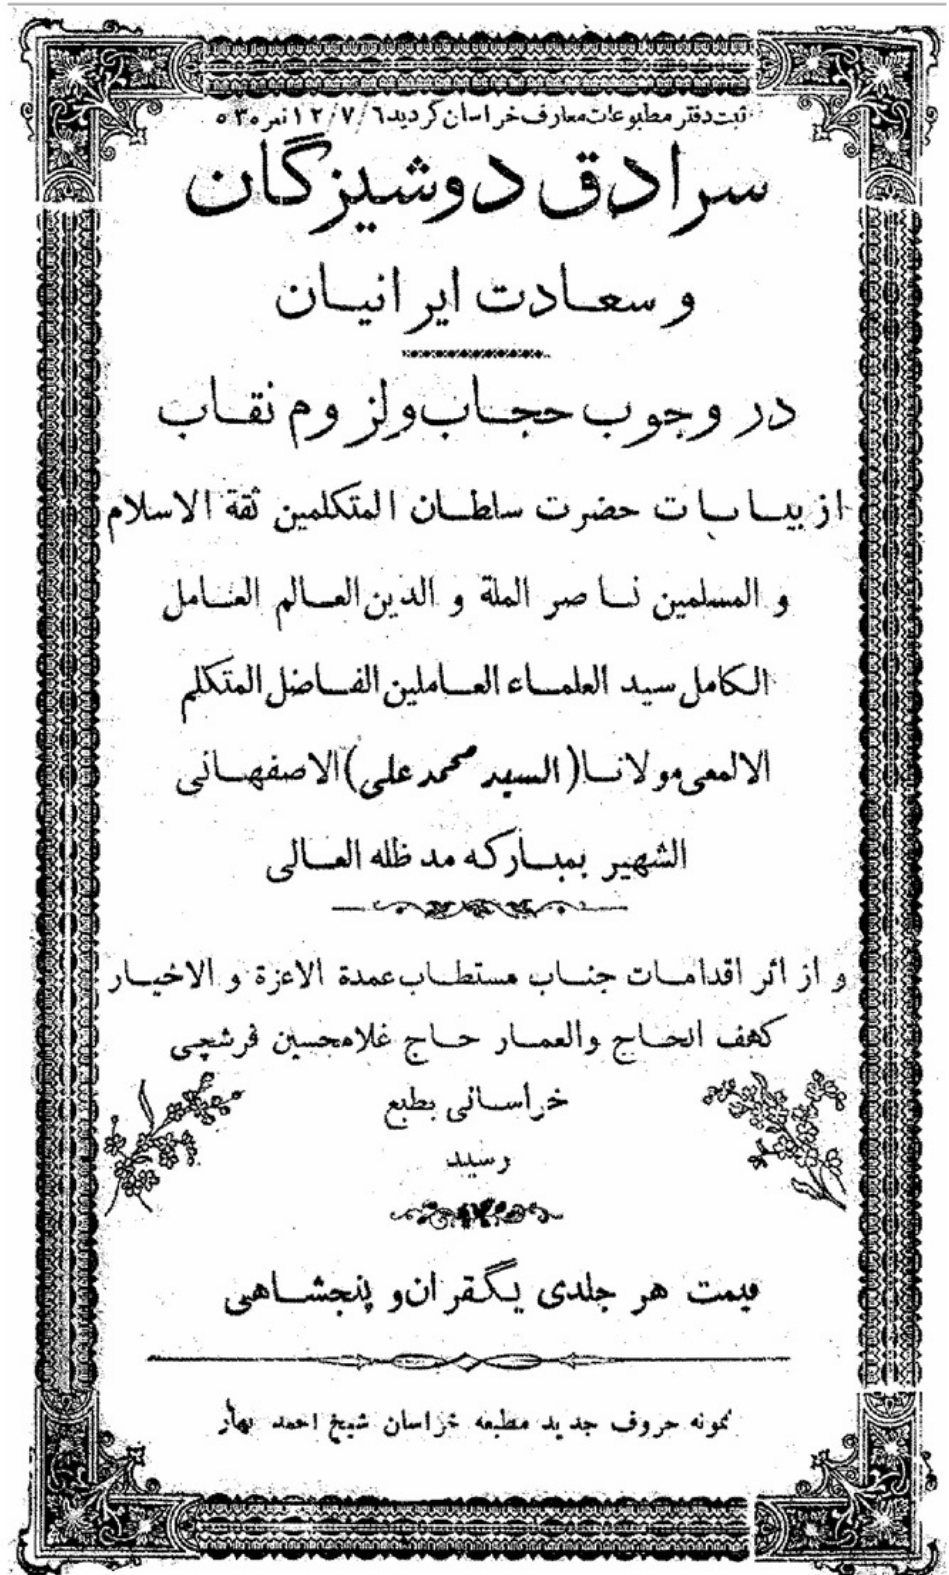 ثبت دفتر مطبوعات معارف خراسان گردید ۱۲/۷/٦ نمره
سرادق دوشیزگان
و سعادت ایرانیان
در وجوب حجاب و لزوم نقاب
از بیانات حضرت سلطان المتکلمین ثقة الاسلام
و المسلمین ناصر الملة و الدین العالم العامل
الکامل سید العلماء العاملین الفاضل المتکلم
الالمعی مولانا (السید محمد علی) الاصفهانی
الشهیر بمبارکه مد ظله العالی
و از اثر اقدامات جناب مستطاب عمدة الاعزة و الاخیار
کهف الحاج والعمار حاج غلامحسین فرشچی
خراسانی بطبع
رسید
قیمت هر جلدی یکقران و پنجشاهی
نمونه حروف جدید مطبعه خراسان شیخ احمد بهار